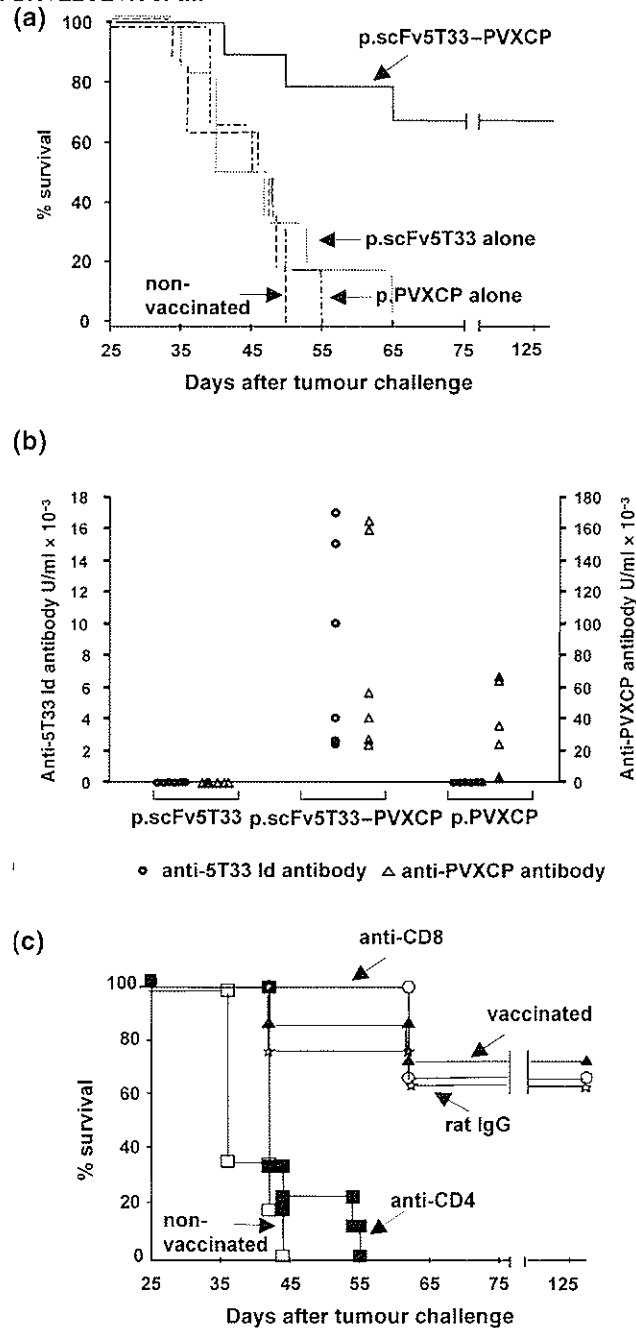 (a)
p.scFv5T33–PVXCP
100
80
60
40
20
0
% survival
p.scFv5T33 alone
non-
vaccinated
p.PVXCP alone
25 35 45 55 65 75 125
Days after tumour challenge
(b)
Anti-5T33 Id antibody U/ml × 10⁻³
18
16
14
12
10
8
6
4
2
0
180
160
140
120
100
80
60
40
20
0
Anti-PVXCP antibody U/ml × 10⁻³
p.scFv5T33 p.scFv5T33–PVXCP p.PVXCP
anti-5T33 Id antibody anti-PVXCP antibody
(c)
anti-CD8
100
80
60
40
20
0
% survival
vaccinated
rat IgG
anti-CD4
non-
vaccinated
25 35 45 55 65 75 125
Days after tumour challenge